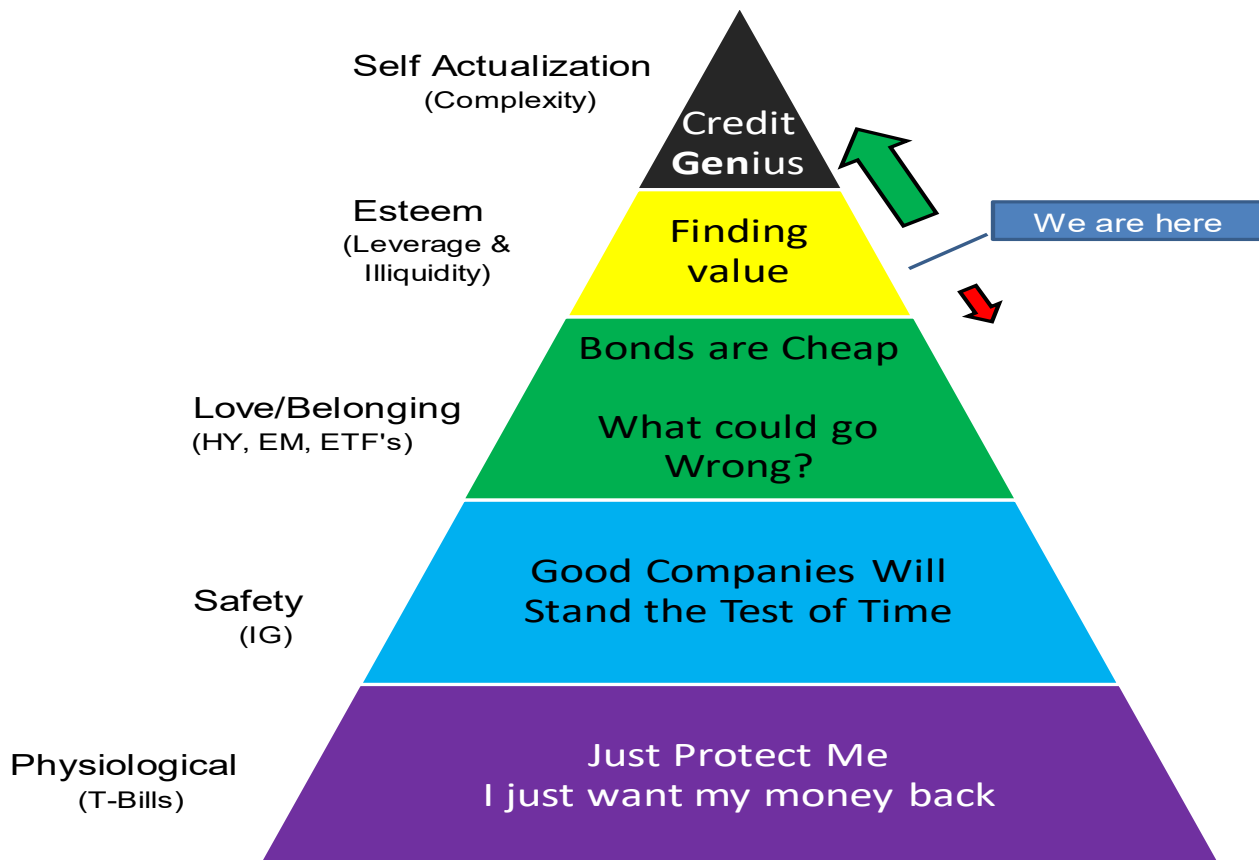 Self Actualization
(Complexity)
Credit
Genius
Esteem
(Leverage &
Illiquidity)
Finding
value
We are here
Love/Belonging
(HY, EM, ETF's)
Bonds are Cheap
What could go
Wrong?
Safety
(IG)
Good Companies Will
Stand the Test of Time
Physiological
(T-Bills)
Just Protect Me
I just want my money back